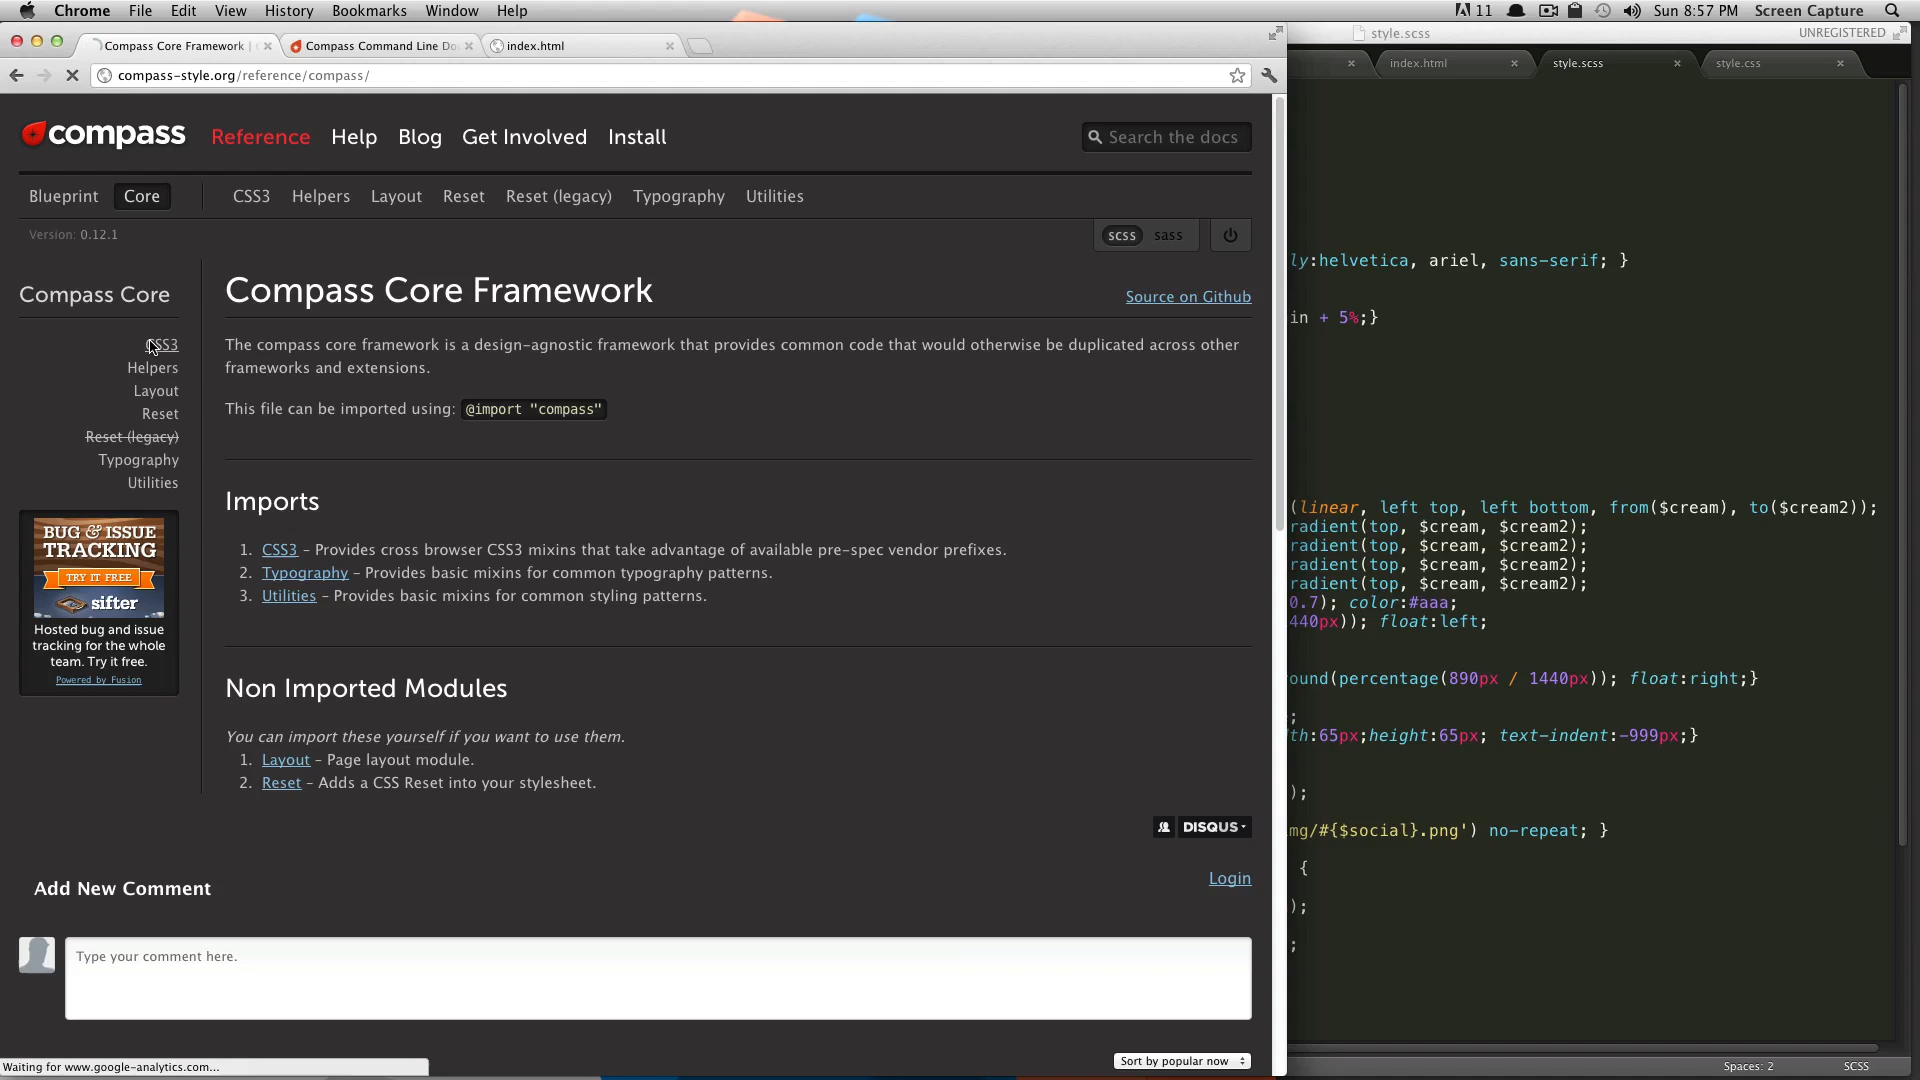 Chrome File Edit View History Bookmarks Window Help
11 Sun 8:57 PM Screen Capture
Compass Core Framework |
Compass Command Line Do
index.html
compass-style.org/reference/compass/
compass Reference Help Blog Get Involved Install
Search the docs
Blueprint Core CSS3 Helpers Layout Reset Reset (legacy) Typography Utilities
Version: 0.12.1
scss sass
Compass Core
CSS3
Helpers
Layout
Reset
Reset (legacy)
Typography
Utilities
BUG & ISSUE
TRACKING
TRY IT FREE
sifter
Hosted bug and issue
tracking for the whole
team. Try it free.
Powered by Fusion
Compass Core Framework
Source on Github
The compass core framework is a design-agnostic framework that provides common code that would otherwise be duplicated across other
frameworks and extensions.
This file can be imported using: @import "compass"
Imports
1. CSS3 – Provides cross browser CSS3 mixins that take advantage of available pre-spec vendor prefixes.
2. Typography – Provides basic mixins for common typography patterns.
3. Utilities – Provides basic mixins for common styling patterns.
Non Imported Modules
You can import these yourself if you want to use them.
1. Layout – Page layout module.
2. Reset – Adds a CSS Reset into your stylesheet.
DISQUS
Add New Comment
Login
Type your comment here.
Sort by popular now
Waiting for www.google-analytics.com...
style.scss
UNREGISTERED
index.html
style.scss
style.css
ly:helvetica, ariel, sans-serif; }
in + 5%;}
(linear, left top, left bottom, from($cream), to($cream2));
radient(top, $cream, $cream2);
radient(top, $cream, $cream2);
radient(top, $cream, $cream2);
radient(top, $cream, $cream2);
0.7); color:#aaa;
440px)); float:left;
ound(percentage(890px / 1440px)); float:right;}
;
th:65px;height:65px; text-indent:-999px;}
);
mg/#{$social}.png') no-repeat; }
{
);
;
Spaces: 2
SCSS